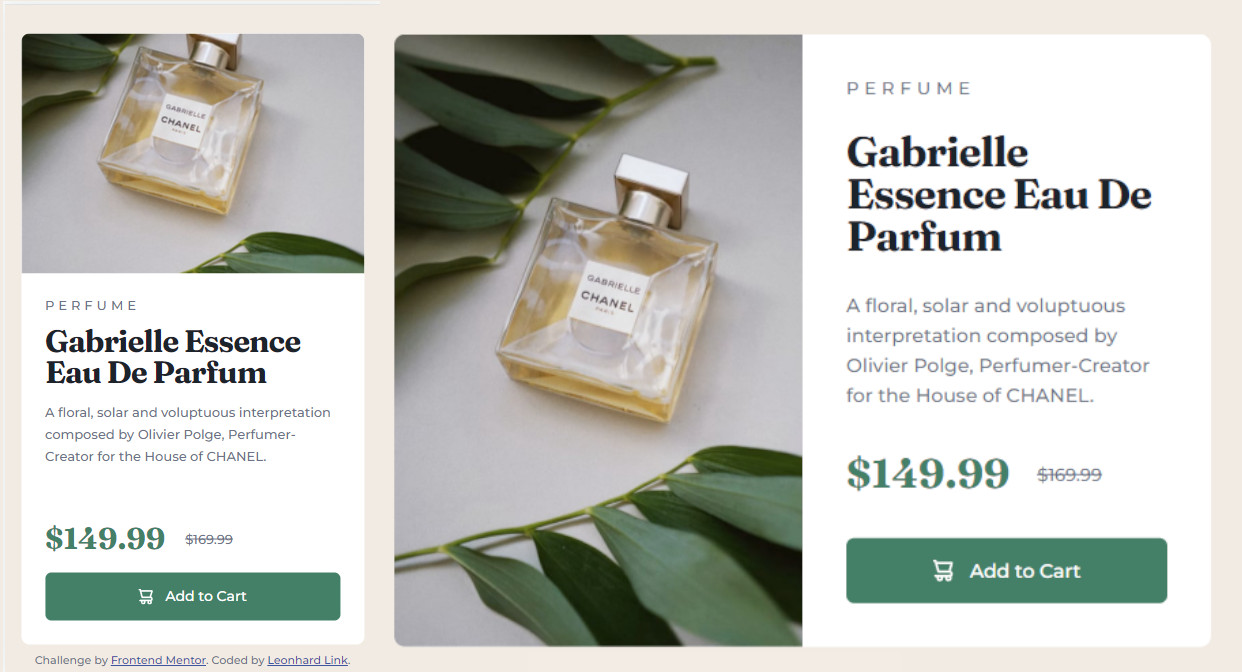 GABRIELLE
CHANEL
PARIS
PERFUME
Gabrielle Essence
Eau De Parfum
A floral, solar and voluptuous interpretation
composed by Olivier Polge, Perfumer-
Creator for the House of CHANEL.
$149.99 $169.99
Add to Cart
Challenge by Frontend Mentor. Coded by Leonhard Link.
GABRIELLE
CHANEL
PARIS
PERFUME
Gabrielle
Essence Eau De
Parfum
A floral, solar and voluptuous
interpretation composed by
Olivier Polge, Perfumer-Creator
for the House of CHANEL.
$149.99 $169.99
Add to Cart